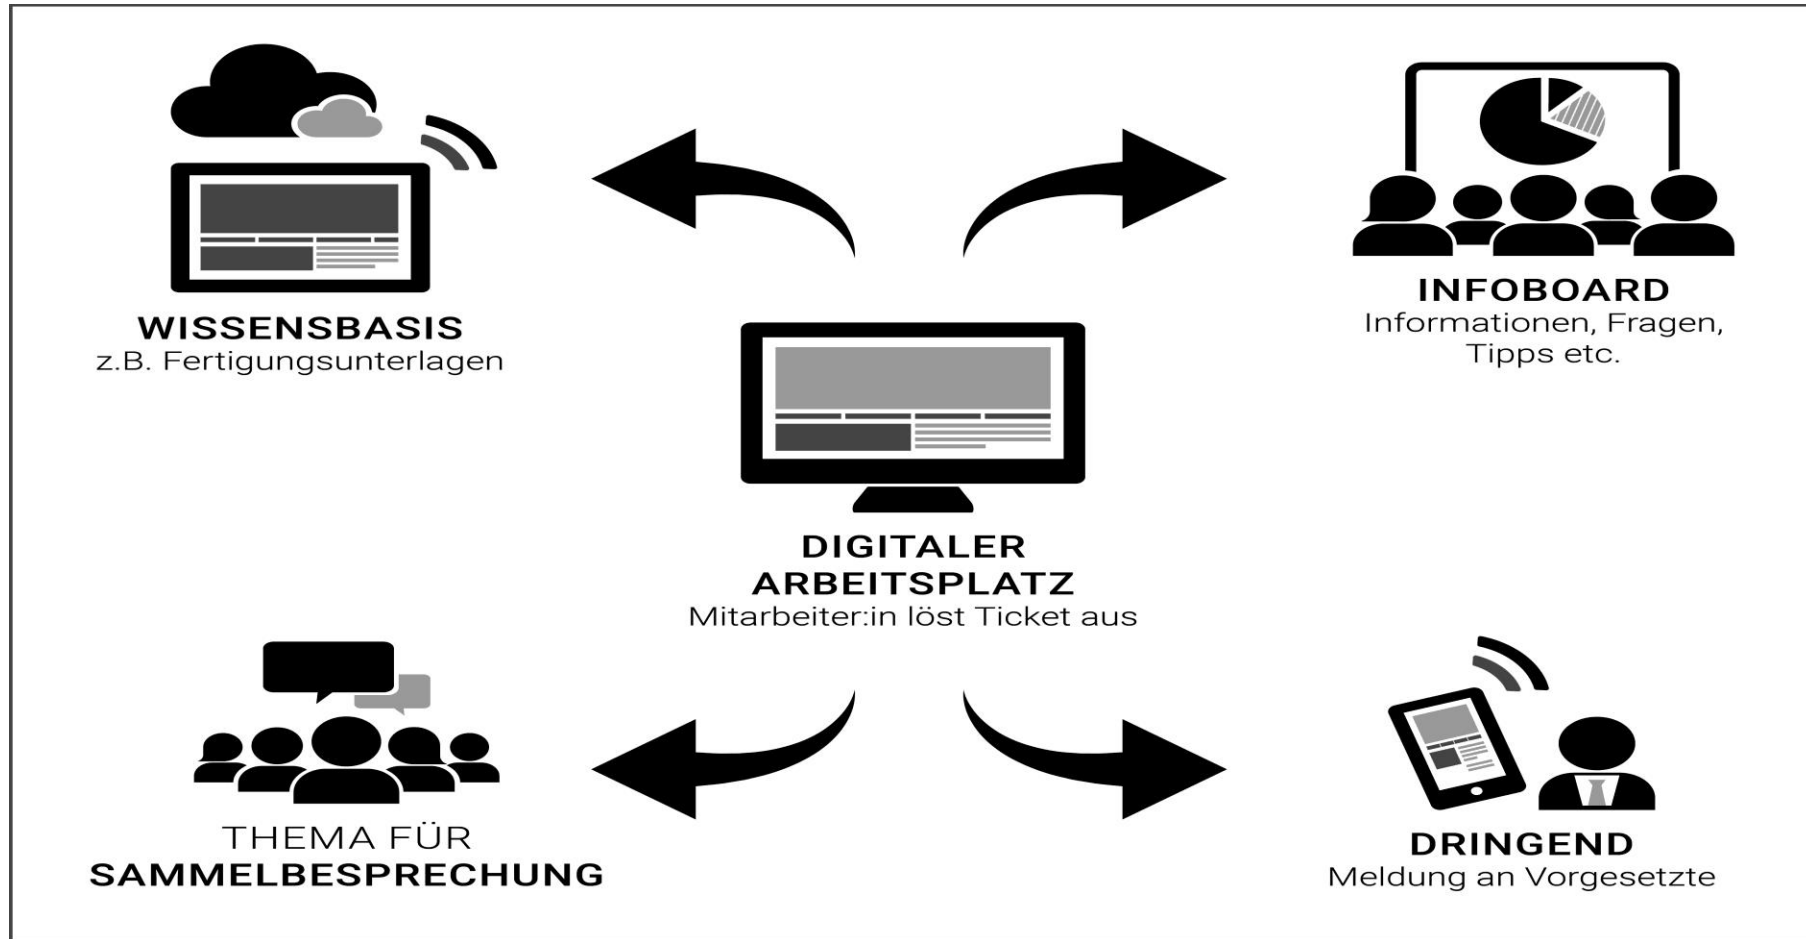 WISSENSBASIS
z.B. Fertigungsunterlagen
INFOBOARD
Informationen, Fragen,
Tipps etc.
DIGITALER
ARBEITSPLATZ
Mitarbeiter:in löst Ticket aus
THEMA FÜR
SAMMELBESPRECHUNG
DRINGEND
Meldung an Vorgesetzte